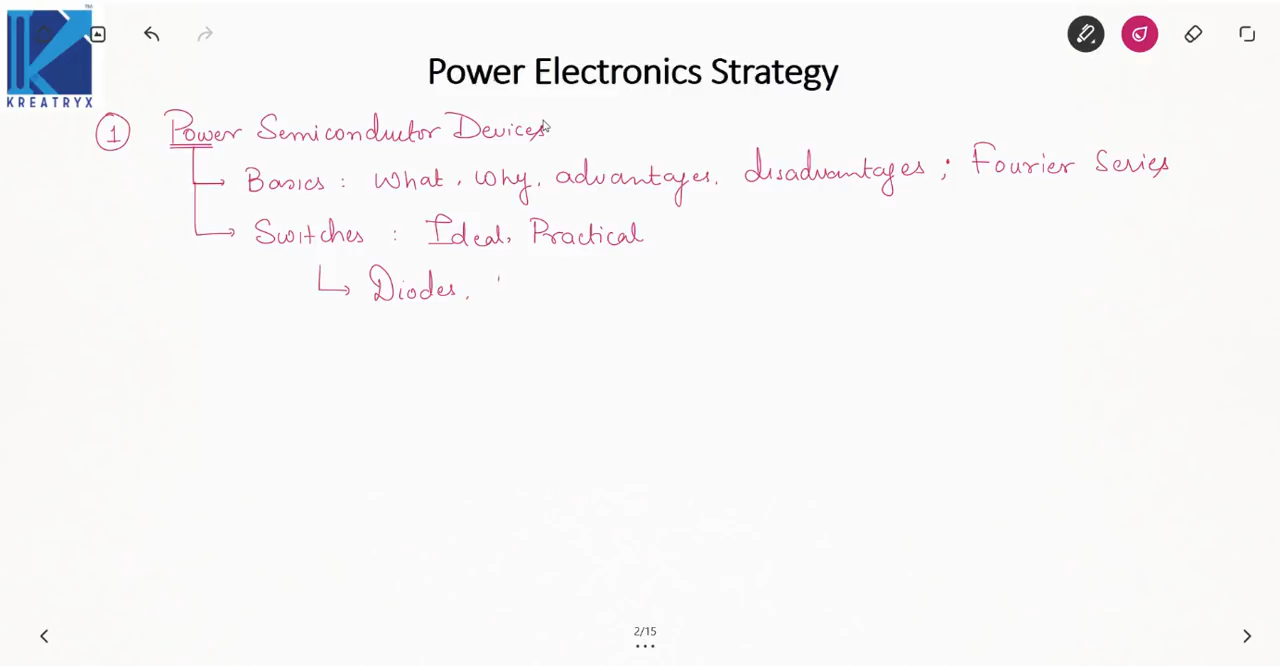 TM
KREATRYX
Power Electronics Strategy
1 Power Semiconductor Devices
Basics : What, Why, advantages, disadvantages ; Fourier Series
Switches : Ideal, Practical
Diodes,
2/15